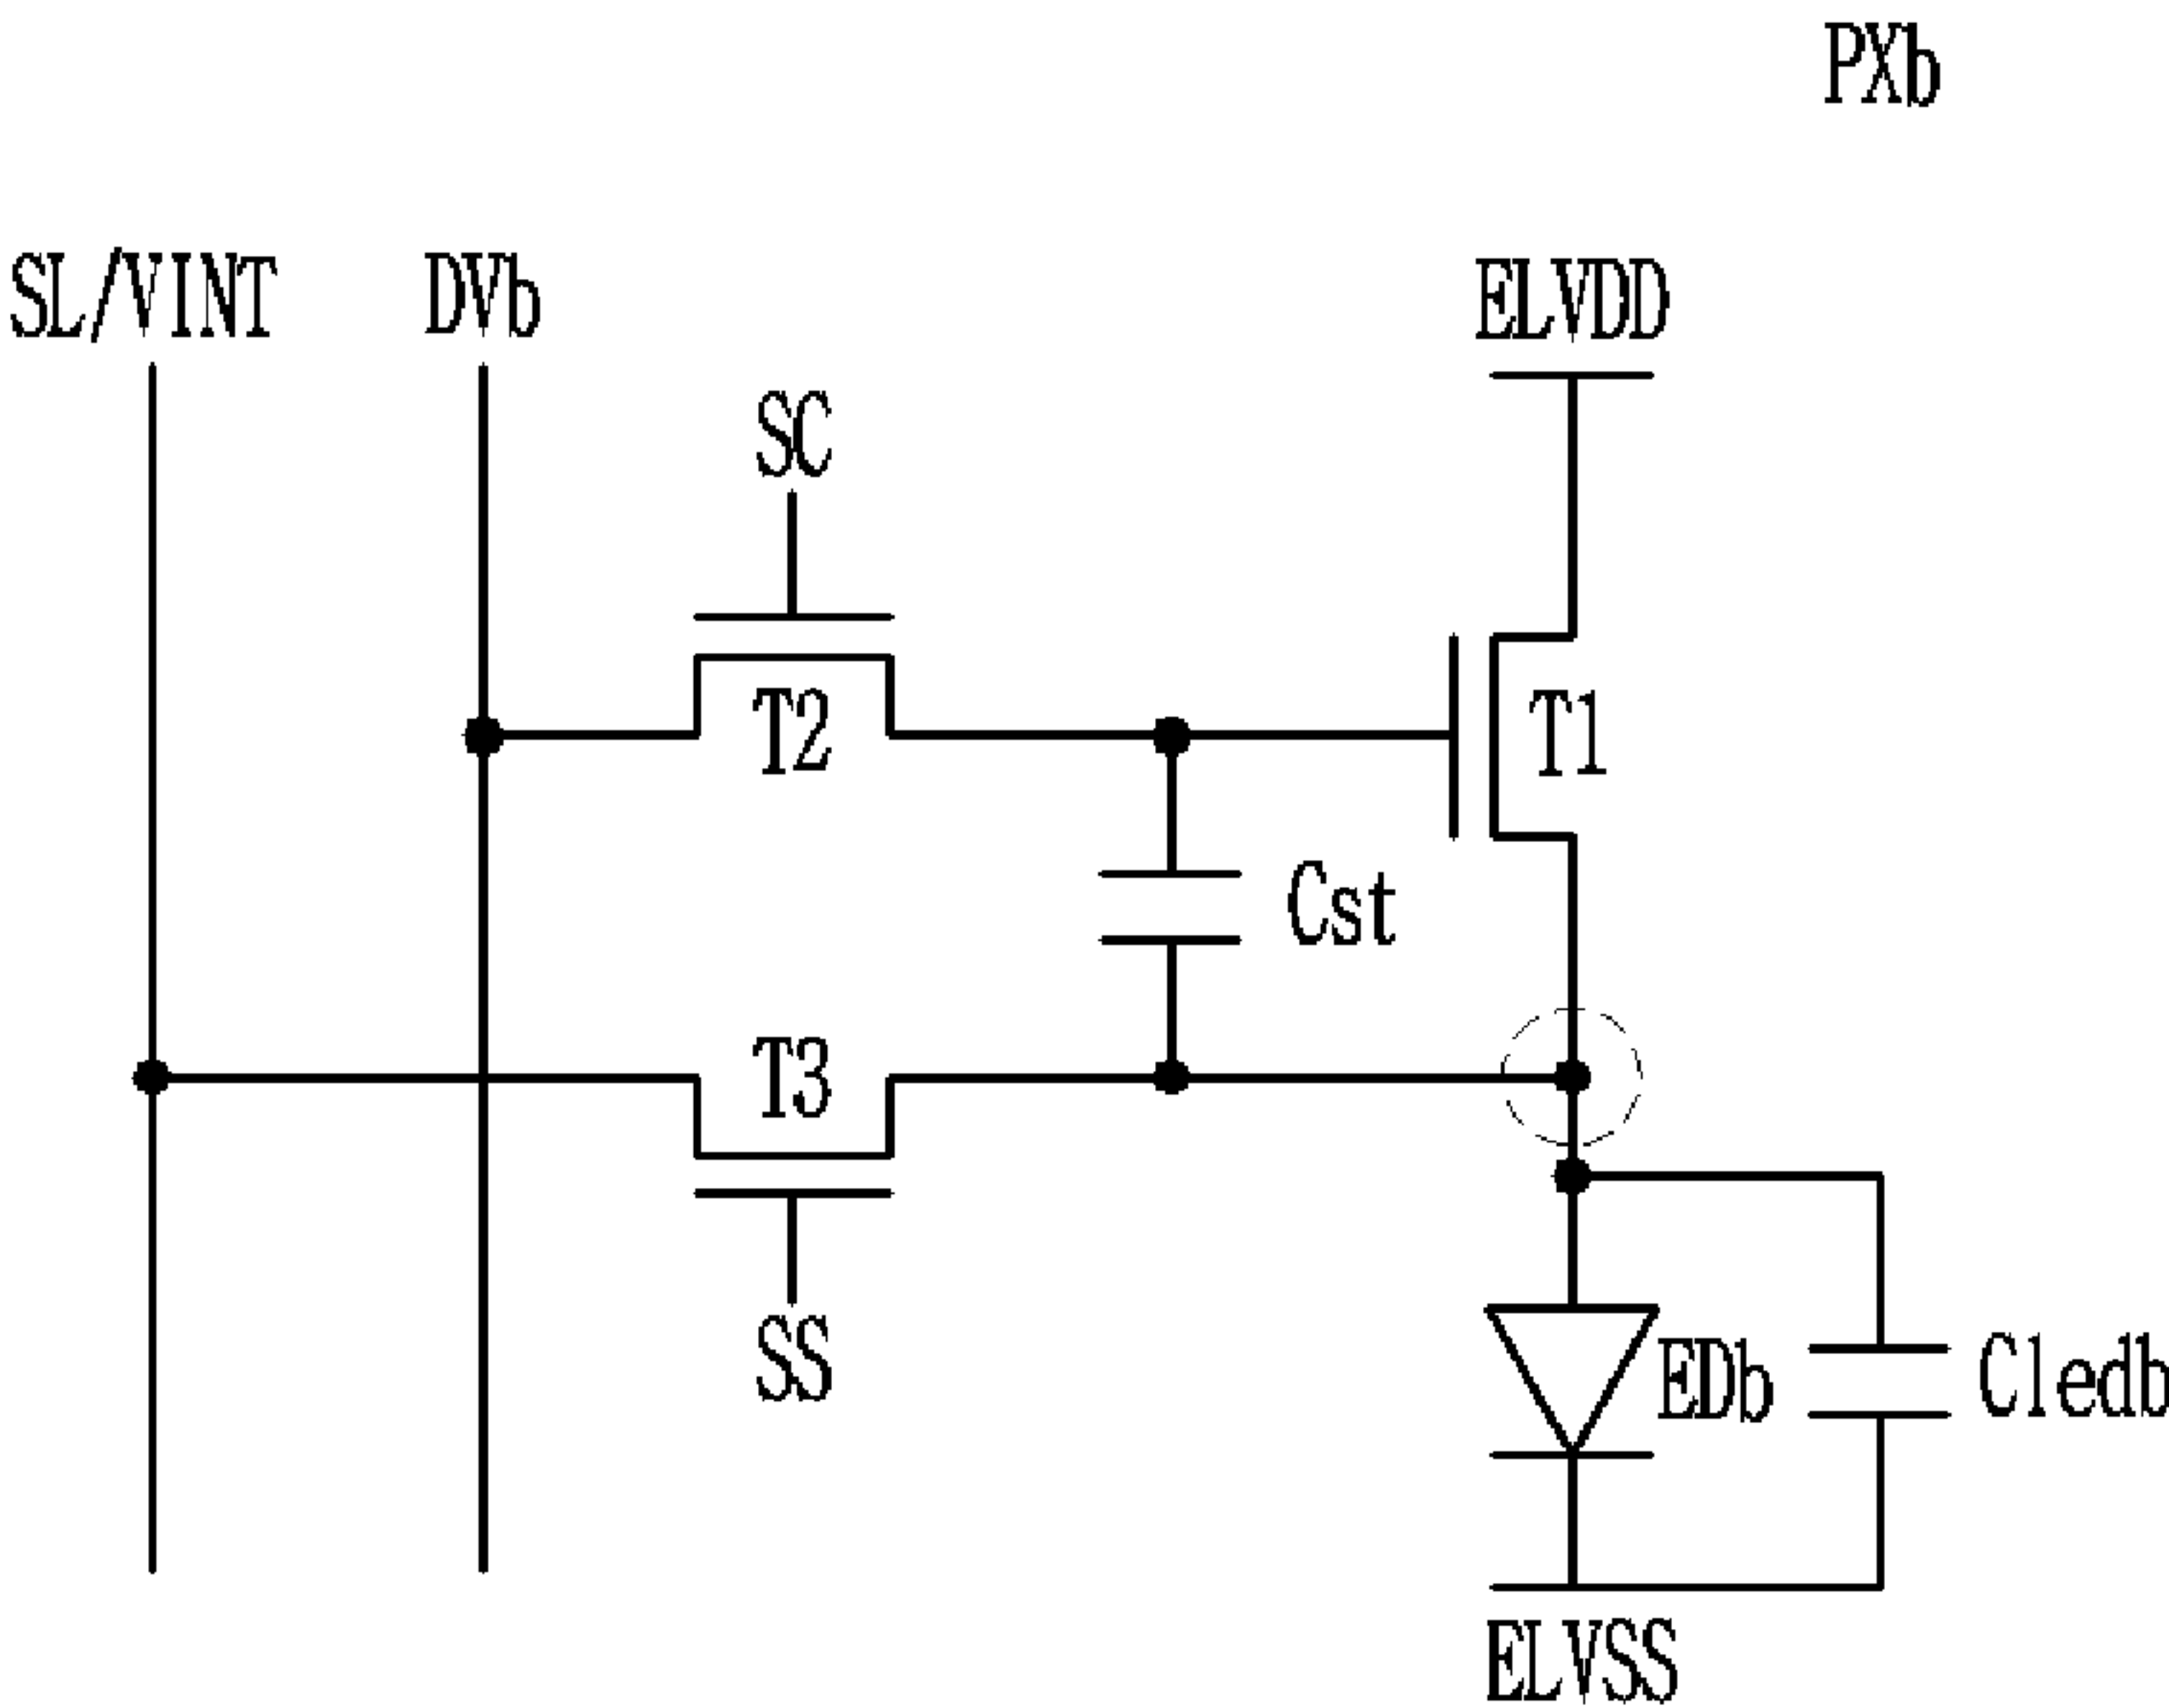 PXb
SL/VINT
DVb
ELVDD
SC
T2
T1
Cst
T3
SS
EDb
Cledb
ELVSS